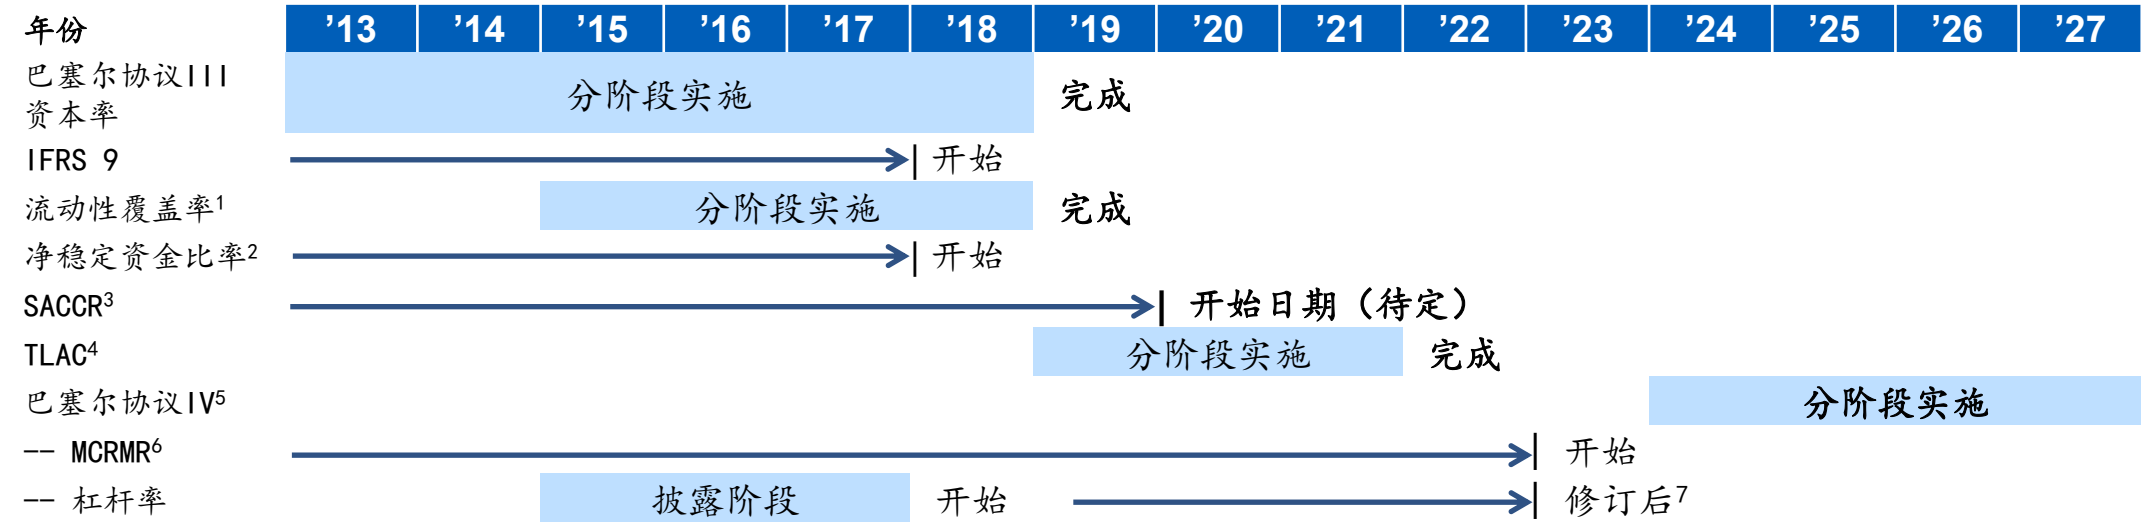 年份 ’13 ’14 ’15 ’16 ’17 ’18 ’19 ’20 ’21 ’22 ’23 ’24 ’25 ’26 ’27
巴塞尔协议III
资本率
分阶段实施 完成
IFRS 9 开始
流动性覆盖率1 分阶段实施 完成
净稳定资金比率2 开始
SACCR3 开始日期（待定）
TLAC4 分阶段实施 完成
巴塞尔协议IV5 分阶段实施
-- MCRMR6 开始
-- 杠杆率 披露阶段 开始 修订后7